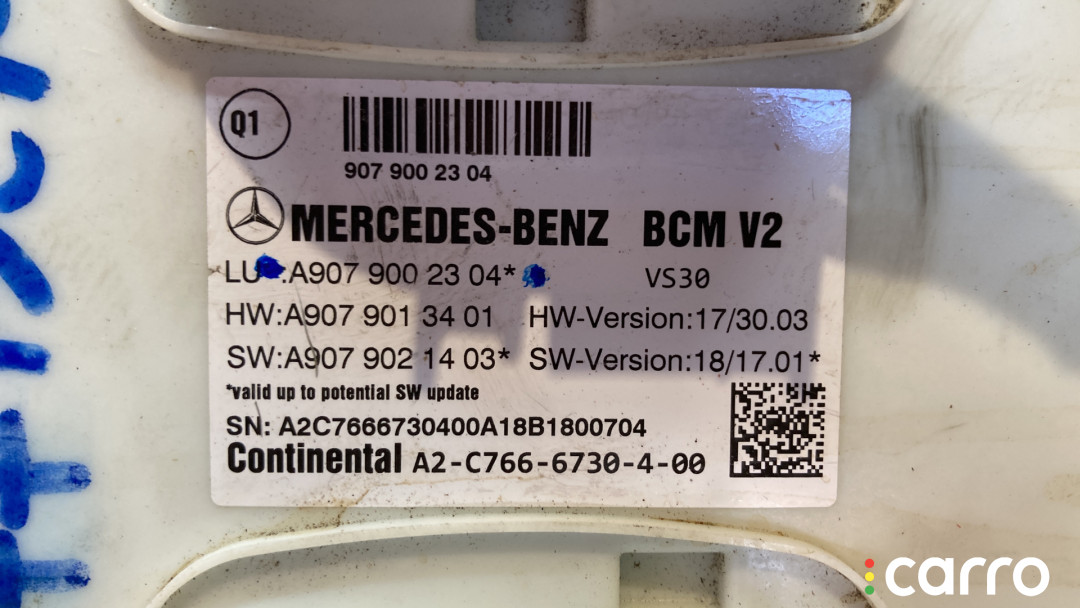 Q1
907 900 23 04
MERCEDES-BENZ BCM V2
LU :A907 900 23 04* VS30
HW:A907 901 34 01 HW-Version:17/30.03
SW:A907 902 14 03* SW-Version:18/17.01*
*valid up to potential SW update
SN: A2C7666730400A18B1800704
Continental A2-C766-6730-4-00
carro